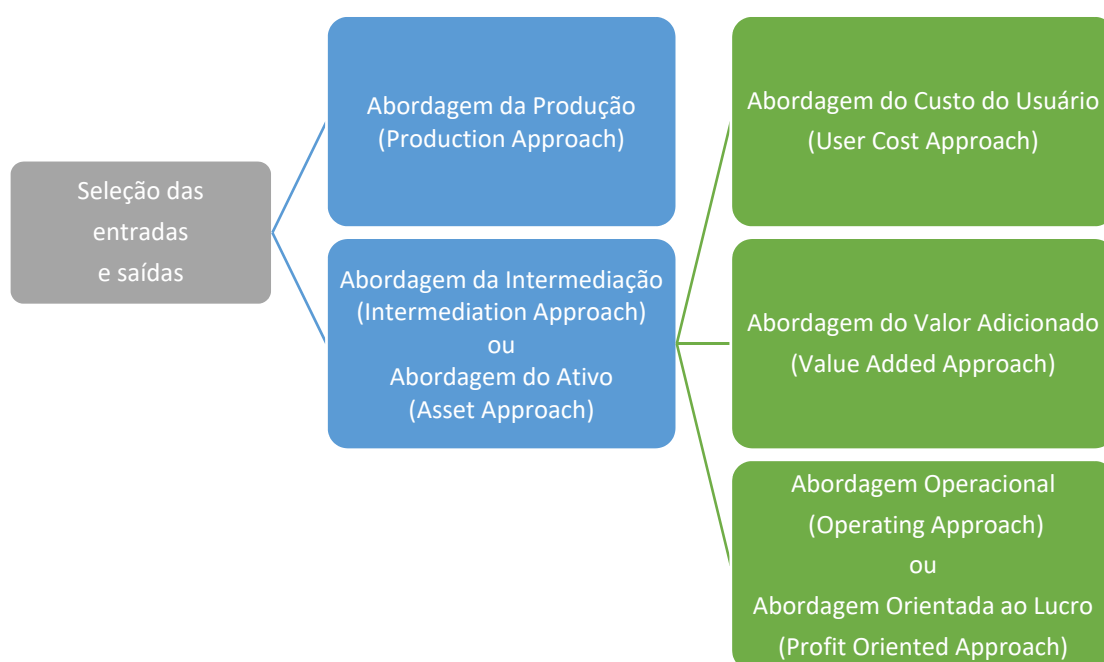 Seleção das
entradas
e saídas
Abordagem da Produção
(Production Approach)
Abordagem da Intermediação
(Intermediation Approach)
ou
Abordagem do Ativo
(Asset Approach)
Abordagem do Custo do Usuário
(User Cost Approach)
Abordagem do Valor Adicionado
(Value Added Approach)
Abordagem Operacional
(Operating Approach)
ou
Abordagem Orientada ao Lucro
(Profit Oriented Approach)